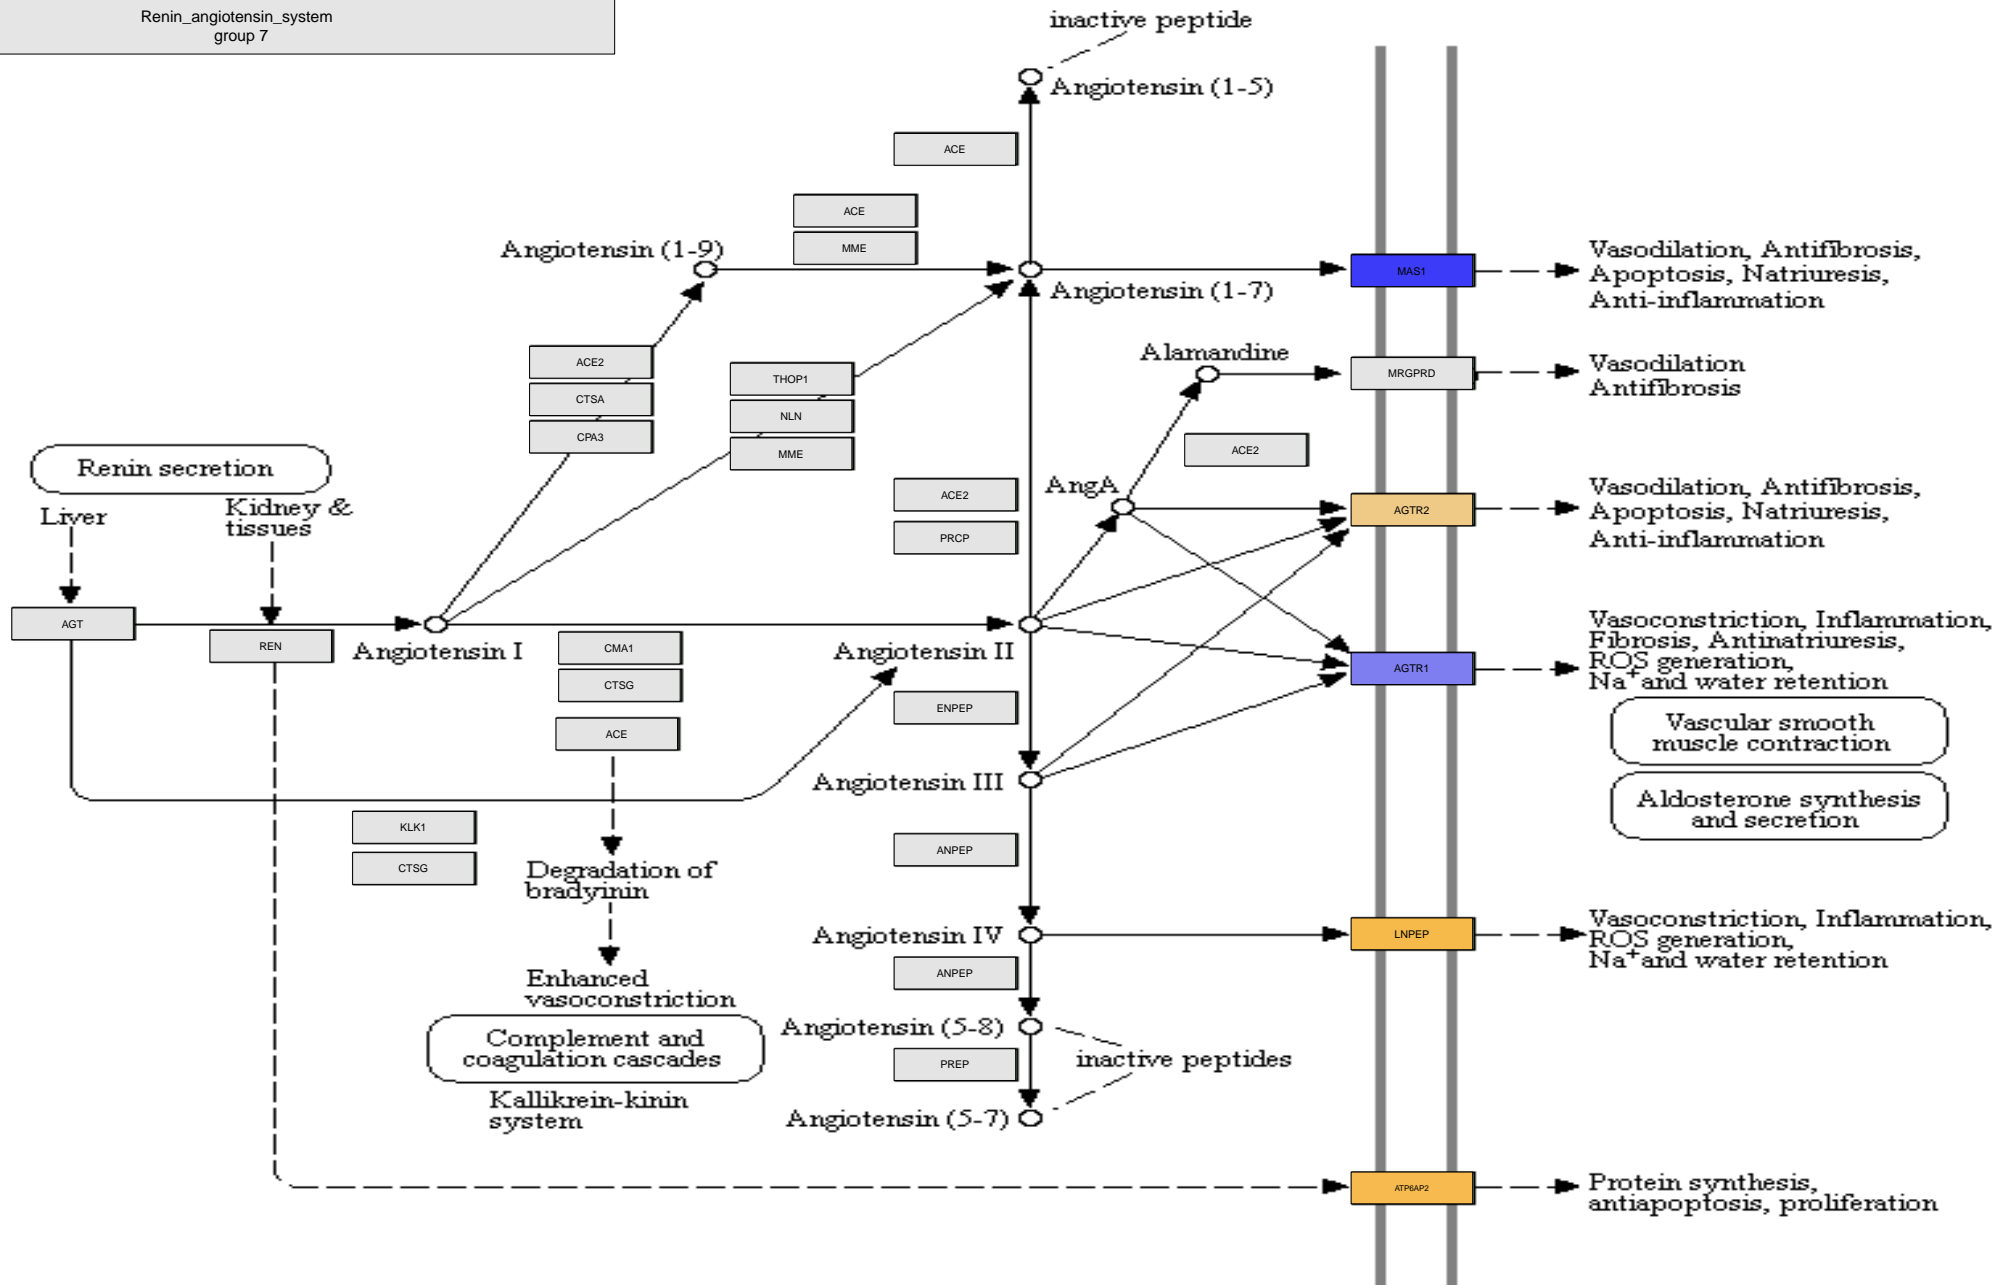 Renin_angiotensin_system
group 7
inactive peptide
Angiotensin (1-5)
ACE
ACE
MME
Angiotensin (1-9)
Angiotensin (1-7)
MAS1
Vasodilation, Antifibrosis,
Apoptosis, Natriuresis,
Anti-inflammation
ACE2
CTSA
CPA3
THOP1
NLN
MME
Alamandine
MRGPRD
Vasodilation
Antifibrosis
ACE2
Renin secretion
Kidney &
tissues
Liver
ACE2
PRCP
AngA
AGTR2
Vasodilation, Antifibrosis,
Apoptosis, Natriuresis,
Anti-inflammation
AGT
REN
Angiotensin I
CMA1
CTSG
ACE
Angiotensin II
ENPEP
AGTR1
Vasoconstriction, Inflammation,
Fibrosis, Antinatriuresis,
ROS generation,
Na+and water retention
Vascular smooth
muscle contraction
Aldosterone synthesis
and secretion
Angiotensin III
KLK1
CTSG
Degradation of
bradyinin
ANPEP
Angiotensin IV
LNPEP
Vasoconstriction, Inflammation,
ROS generation,
Na+and water retention
ANPEP
Enhanced
vasoconstriction
Complement and
coagulation cascades
Kallikrein-kinin
system
Angiotensin (5-8)
PREP
inactive peptides
Angiotensin (5-7)
ATP6AP2
Protein synthesis,
antiapoptosis, proliferation